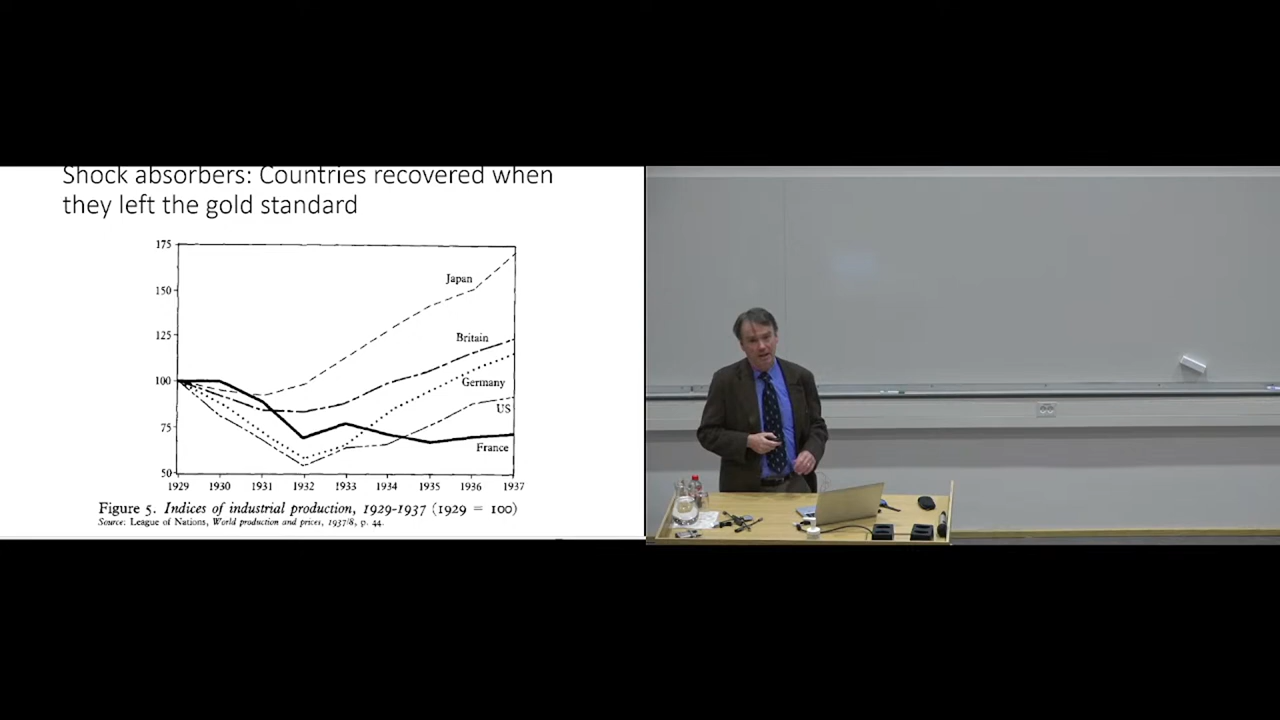 Shock absorbers: Countries recovered when
they left the gold standard
175
150
125
100
75
50
Japan
Britain
Germany
US
France
1929 1930 1931 1932 1933 1934 1935 1936 1937
Figure 5. Indices of industrial production, 1929-1937 (1929 = 100)
Source: League of Nations, World production and prices, 1937/8, p. 44.